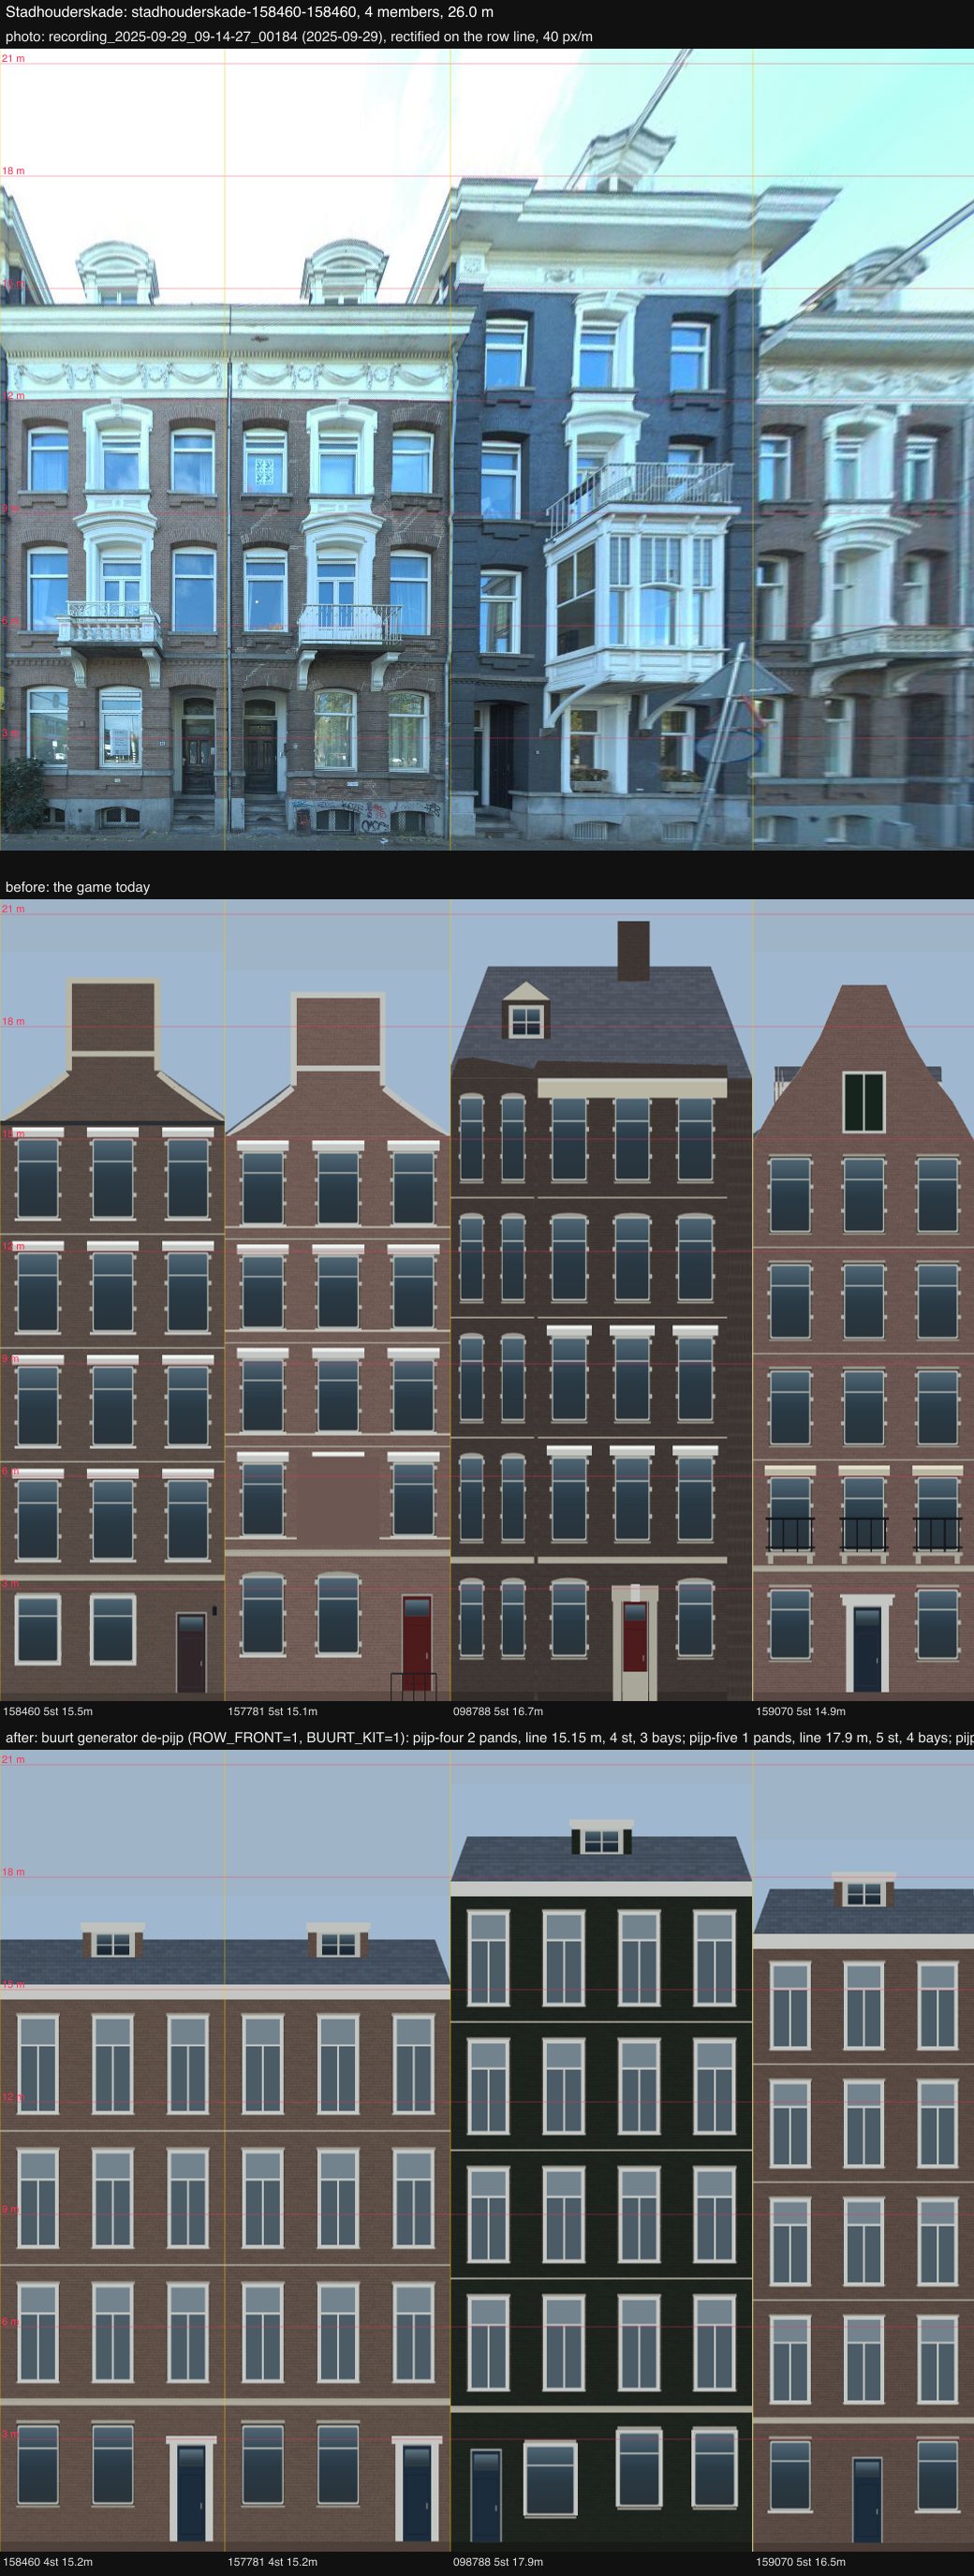 Stadhouderskade: stadhouderskade-158460-158460, 4 members, 26.0 m
photo: recording_2025-09-29_09-14-27_00184 (2025-09-29), rectified on the row line, 40 px/m
21 m
18 m
12 m
3 m
before: the game today
21 m
18 m
9 m
6 m
3 m
158460 5st 15.5m
157781 5st 15.1m
098788 5st 16.7m
159070 5st 14.9m
after: buurt generator de-pijp (ROW_FRONT=1, BUURT_KIT=1): pijp-four 2 pands, line 15.15 m, 4 st, 3 bays; pijp-five 1 pands, line 17.9 m, 5 st, 4 bays; pijp
21 m
18 m
15 m
12 m
9 m
6 m
3 m
158460 4st 15.2m
157781 4st 15.2m
098788 5st 17.9m
159070 5st 16.5m